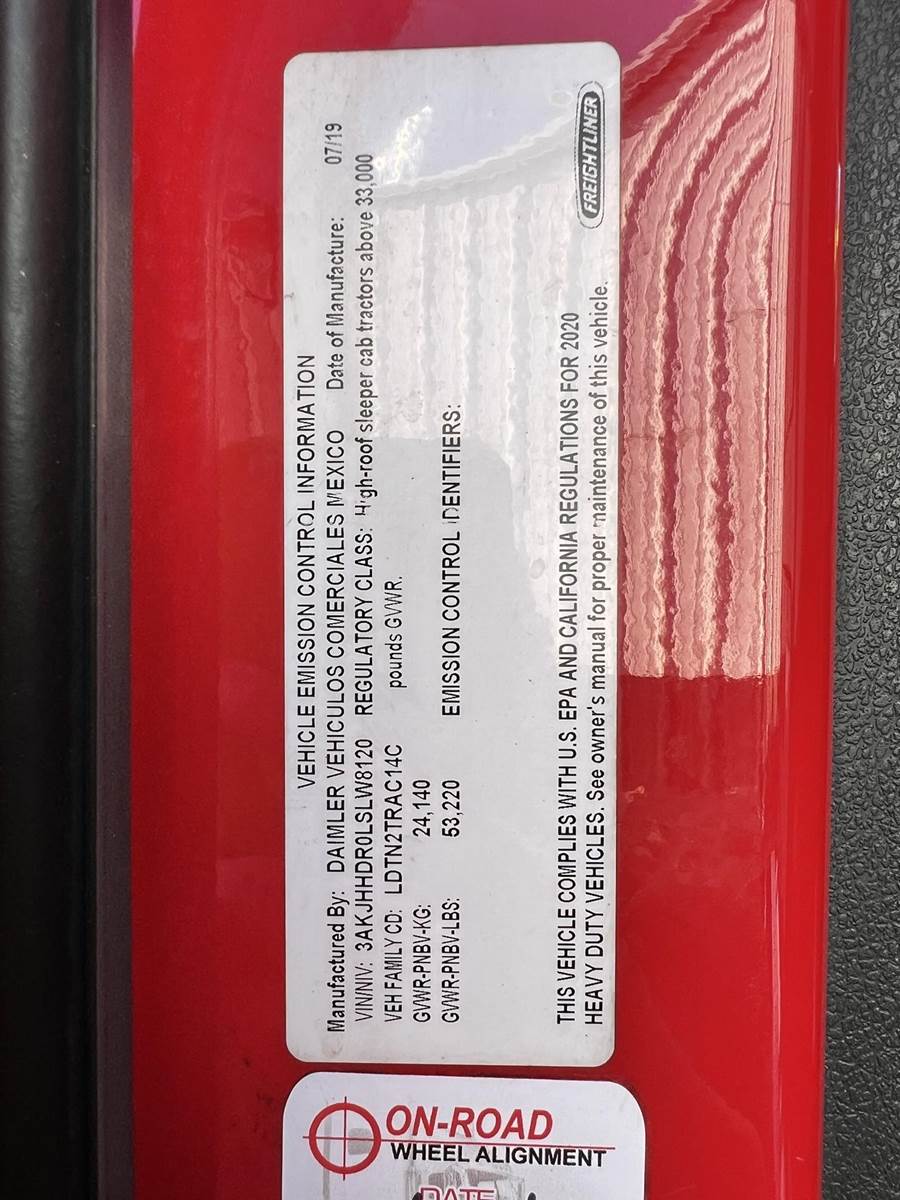 VEHICLE EMISSION CONTROL INFORMATION
Manufactured By: DAIMLER VEHICULOS COMERCIALES MEXICO Date of Manufacture: 07/19
VIN/NIV: 3AKJHHDR0LSLW8120 REGULATORY CLASS: High-roof sleeper cab tractors above 33,000
VEH FAMILY CD: LDTN2TRAC14C pounds GVWR.
GVWR-PNBV-KG: 24,140
GVWR-PNBV-LBS: 53,220 EMISSION CONTROL IDENTIFIERS:
THIS VEHICLE COMPLIES WITH U.S. EPA AND CALIFORNIA REGULATIONS FOR 2020
HEAVY DUTY VEHICLES. See owner's manual for proper maintenance of this vehicle.
FREIGHTLINER
ON-ROAD
WHEEL ALIGNMENT
DATE